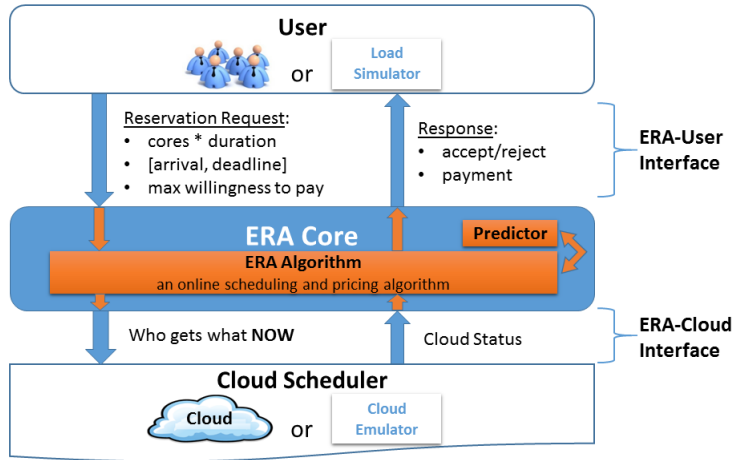 User
or
Load
Simulator
Reservation Request:
• cores * duration
• [arrival, deadline]
• max willingness to pay
Response:
• accept/reject
• payment
ERA-User
Interface
ERA Core
Predictor
ERA Algorithm
an online scheduling and pricing algorithm
Who gets what NOW
Cloud Status
ERA-Cloud
Interface
Cloud Scheduler
Cloud
or
Cloud
Emulator